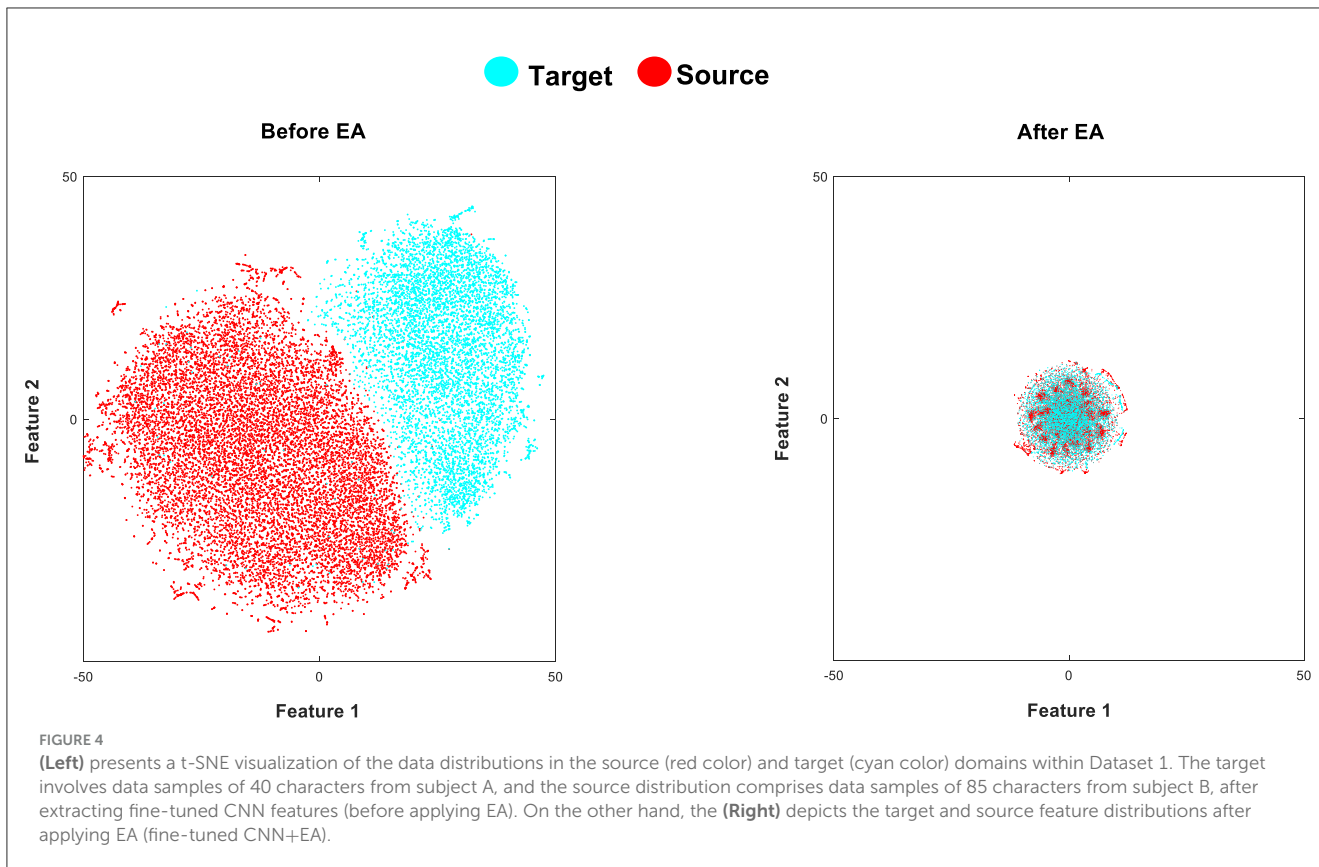 Target Source
Before EA
After EA
50
0
-50 0 50
Feature 2
Feature 1
50
0
-50 0 50
Feature 2
Feature 1
FIGURE 4
(Left) presents a t-SNE visualization of the data distributions in the source (red color) and target (cyan color) domains within Dataset 1. The target
involves data samples of 40 characters from subject A, and the source distribution comprises data samples of 85 characters from subject B, after
extracting fine-tuned CNN features (before applying EA). On the other hand, the (Right) depicts the target and source feature distributions after
applying EA (fine-tuned CNN+EA).